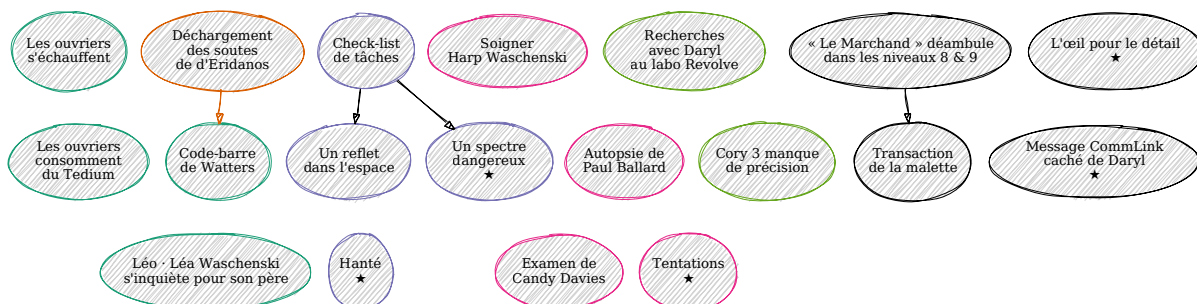 Les ouvriers
s'échauffent
Déchargement
des soutes
de d'Eridanos
Check-list
de tâches
Soigner
Harp Waschenski
Recherches
avec Daryl
au labo Revolve
« Le Marchand » déambule
dans les niveaux 8 & 9
L'œil pour le détail
★
Les ouvriers
consomment
du Tedium
Code-barre
de Watters
Un reflet
dans l'espace
Un spectre
dangereux
★
Autopsie de
Paul Ballard
Cory 3 manque
de précision
Transaction
de la malette
Message CommLink
caché de Daryl
★
Léo · Léa Waschenski
s'inquiète pour son père
Hanté
★
Examen de
Candy Davies
Tentations
★